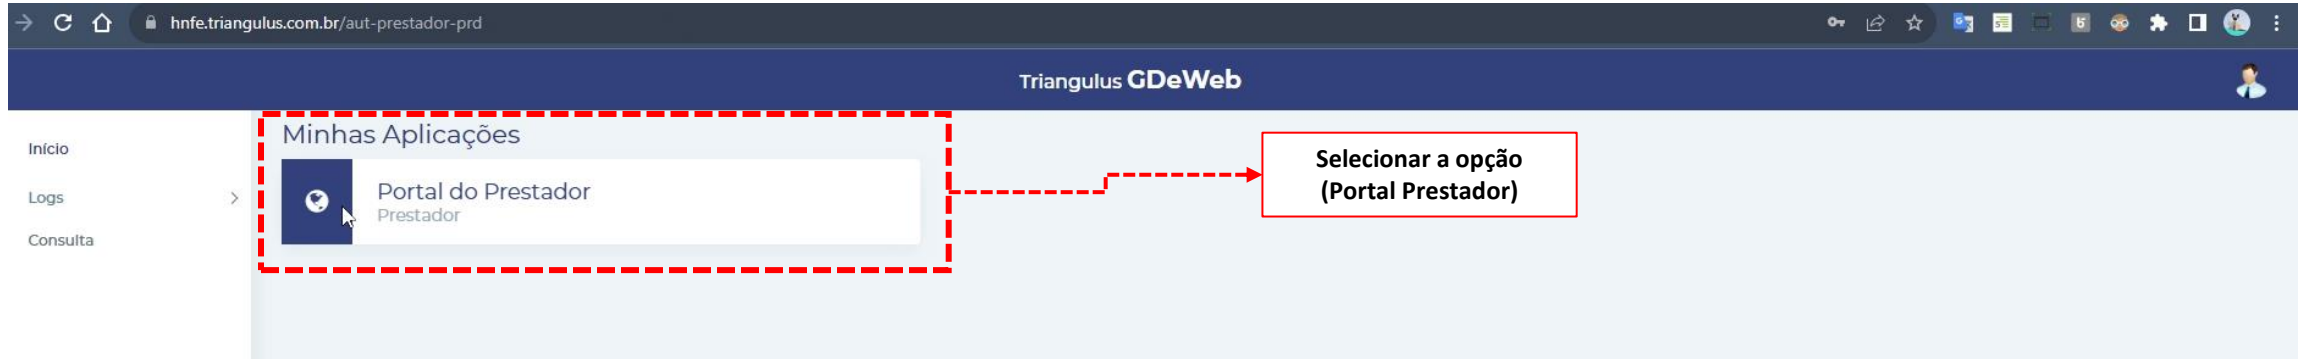 hnfe.triangulus.com.br/aut-prestador-prd
Triangulus GDeWeb
Início
Logs
Consulta
Minhas Aplicações
Portal do Prestador
Prestador
Selecionar a opção
(Portal Prestador)